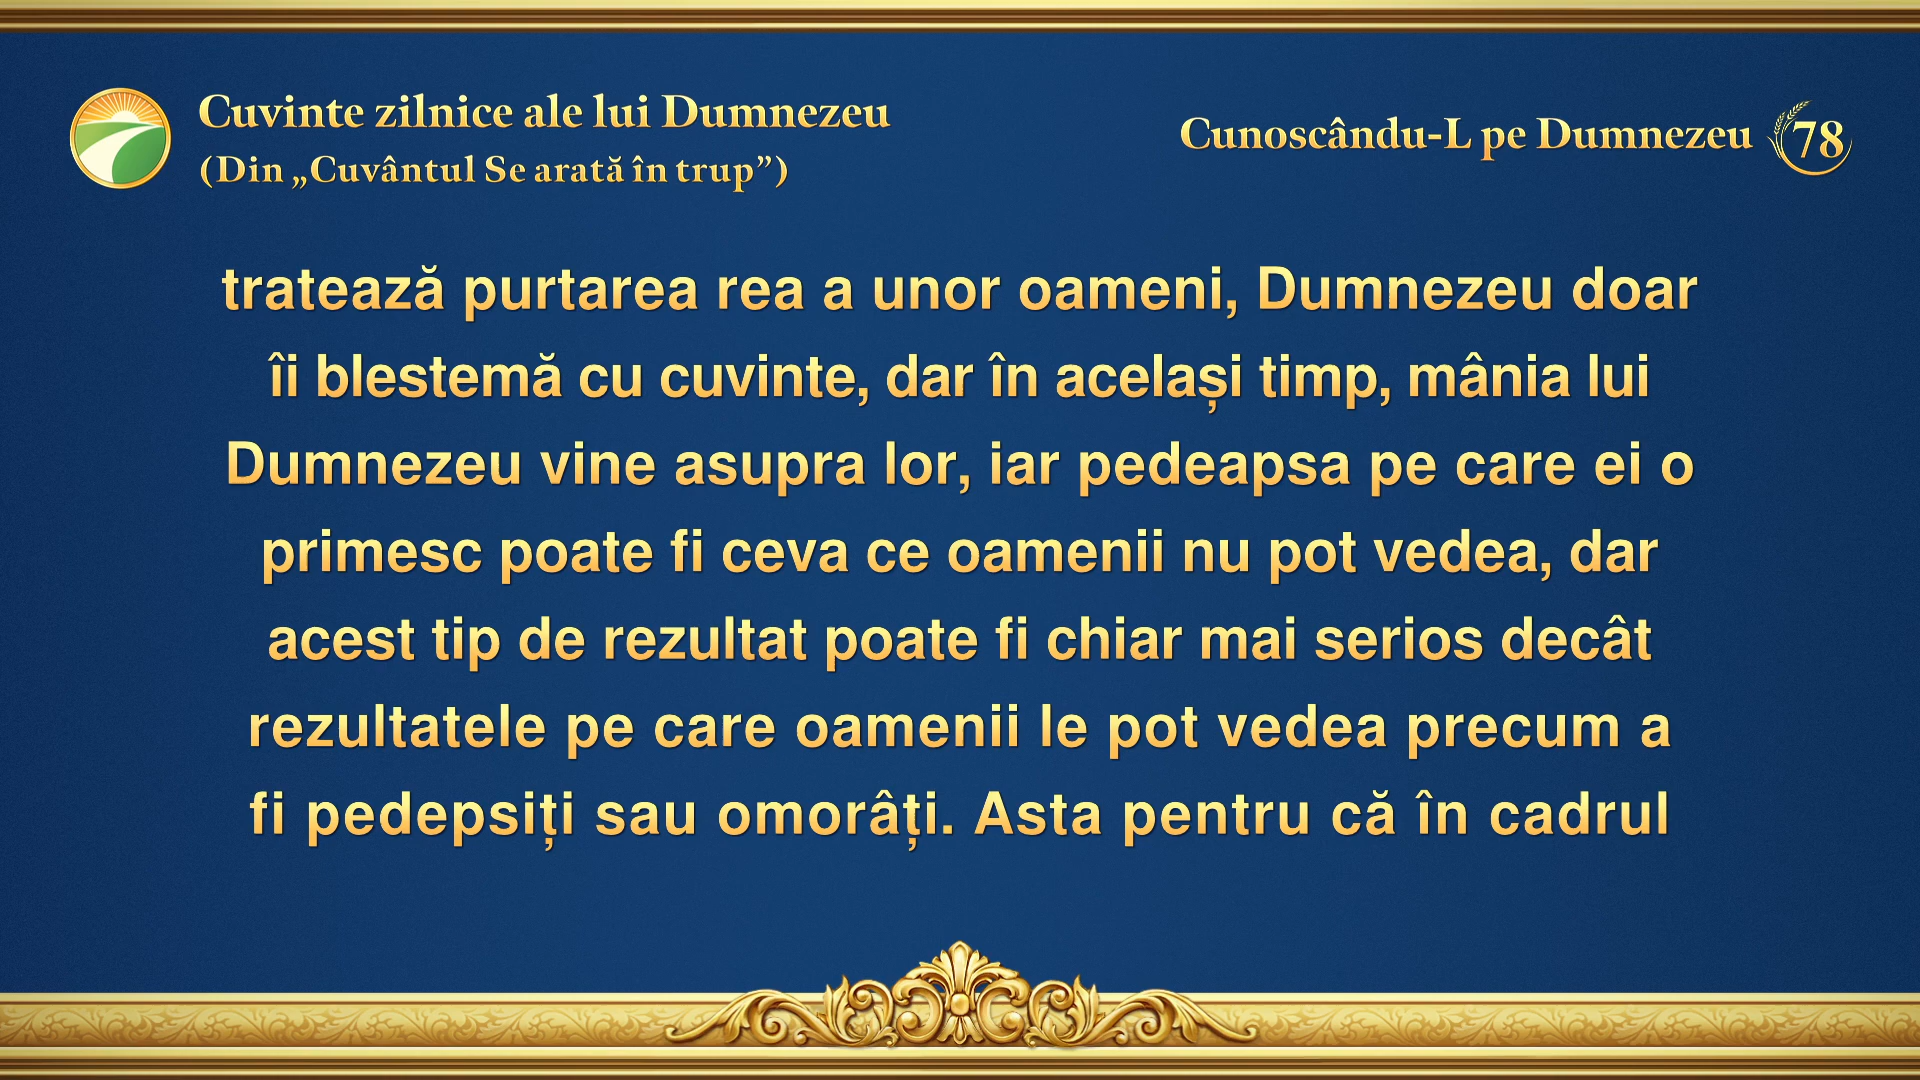 Cuvinte zilnice ale lui Dumnezeu
(Din „Cuvântul Se arată în trup”)
Cunoscându-L pe Dumnezeu 78
tratează purtarea rea a unor oameni, Dumnezeu doar
îi blestemă cu cuvinte, dar în același timp, mânia lui
Dumnezeu vine asupra lor, iar pedeapsa pe care ei o
primesc poate fi ceva ce oamenii nu pot vedea, dar
acest tip de rezultat poate fi chiar mai serios decât
rezultatele pe care oamenii le pot vedea precum a
fi pedepsiți sau omorâți. Asta pentru că în cadrul